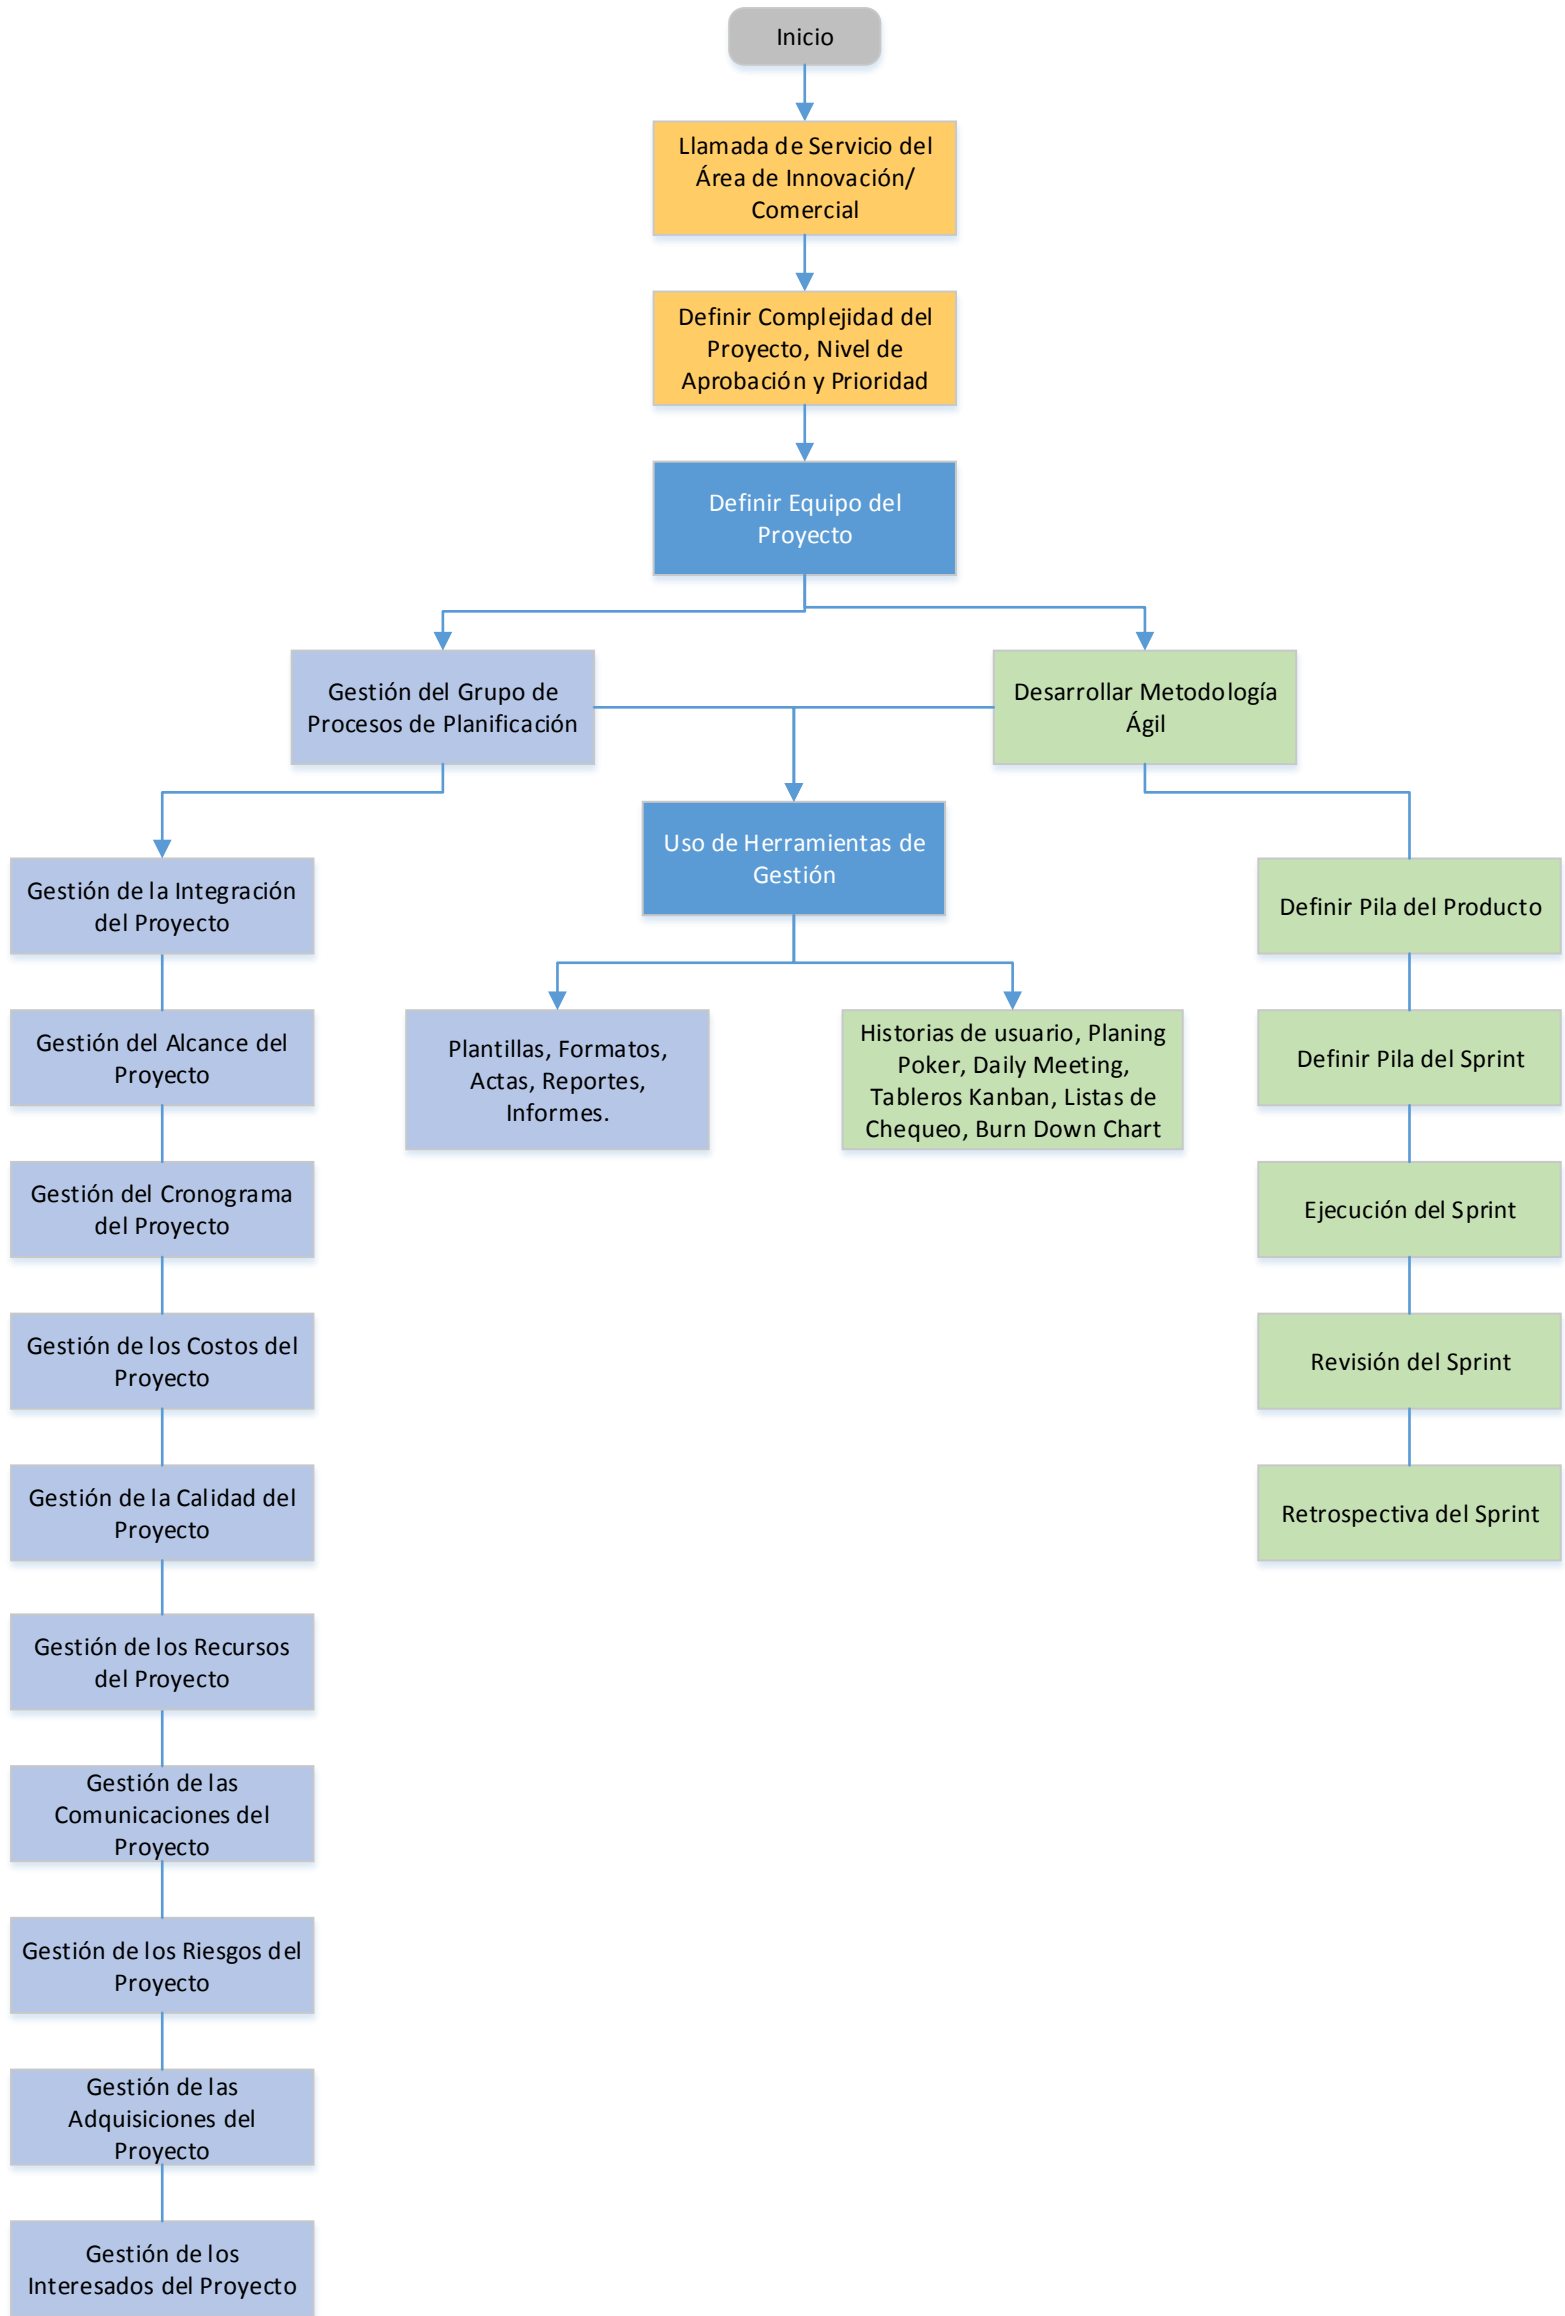 Inicio
Llamada de Servicio del
Área de Innovación/
Comercial
Definir Complejidad del
Proyecto, Nivel de
Aprobación y Prioridad
Definir Equipo del
Proyecto
Gestión del Grupo de
Procesos de Planificación
Desarrollar Metodología
Ágil
Uso de Herramientas de
Gestión
Plantillas, Formatos,
Actas, Reportes,
Informes.
Historias de usuario, Planing
Poker, Daily Meeting,
Tableros Kanban, Listas de
Chequeo, Burn Down Chart
Gestión de la Integración
del Proyecto
Gestión del Alcance del
Proyecto
Gestión del Cronograma
del Proyecto
Gestión de los Costos del
Proyecto
Gestión de la Calidad del
Proyecto
Gestión de los Recursos
del Proyecto
Gestión de las
Comunicaciones del
Proyecto
Gestión de los Riesgos del
Proyecto
Gestión de las
Adquisiciones del
Proyecto
Gestión de los
Interesados del Proyecto
Definir Pila del Producto
Definir Pila del Sprint
Ejecución del Sprint
Revisión del Sprint
Retrospectiva del Sprint